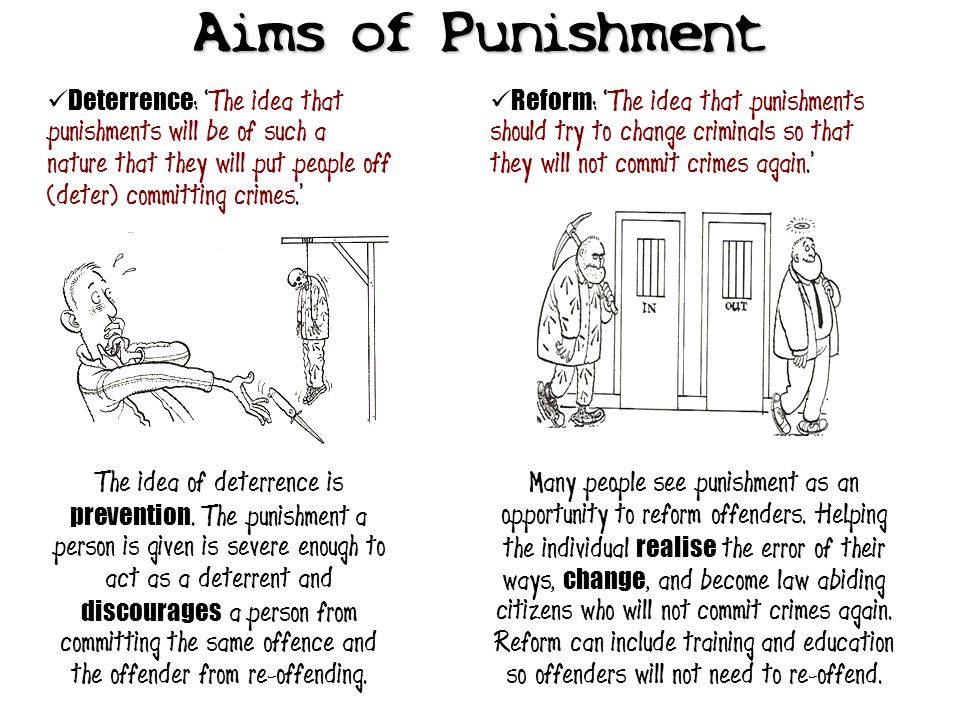 Aims of Punishment
✓Deterrence: ‘The idea that
punishments will be of such a
nature that they will put people off
(deter) committing crimes.’
✓Reform: ‘The idea that punishments
should try to change criminals so that
they will not commit crimes again.’
IN
OUT
The idea of deterrence is
prevention. The punishment a
person is given is severe enough to
act as a deterrent and
discourages a person from
committing the same offence and
the offender from re-offending.
Many people see punishment as an
opportunity to reform offenders. Helping
the individual realise the error of their
ways, change, and become law abiding
citizens who will not commit crimes again.
Reform can include training and education
so offenders will not need to re-offend.